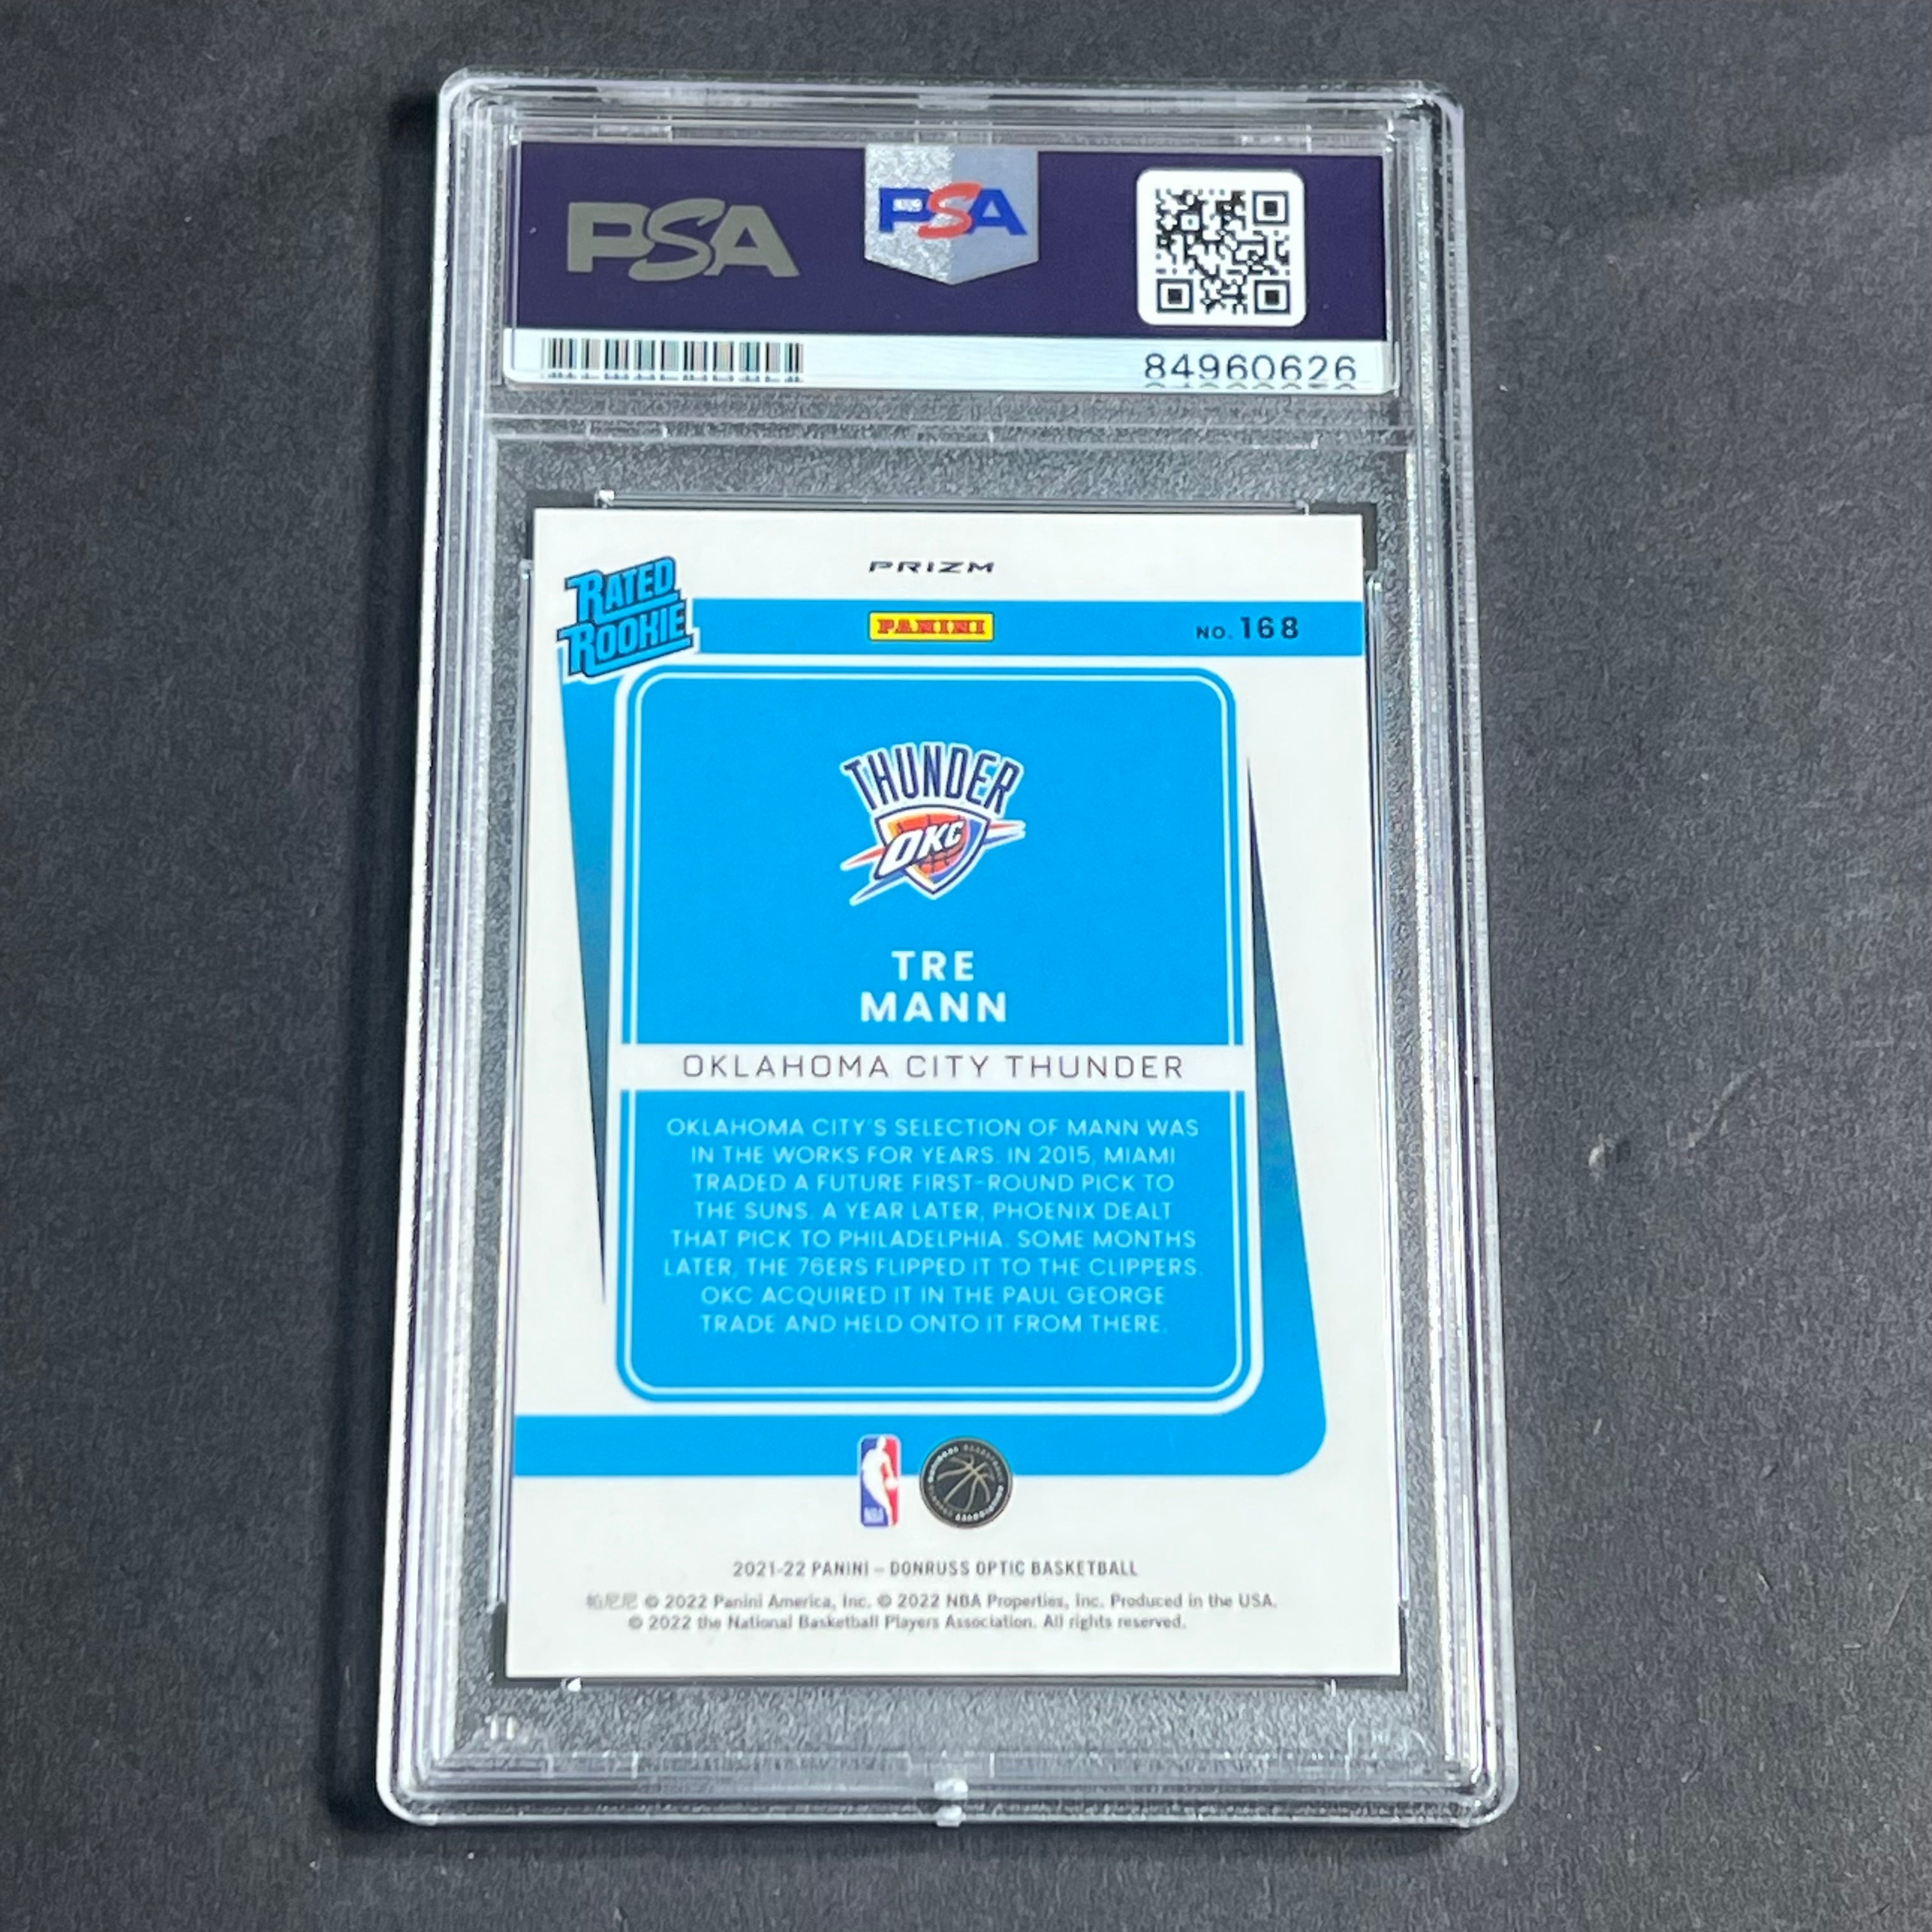 PSA
PSA
84960626
PRIZM
RATED
ROOKIE
PANINI
NO. 168
THUNDER
OKC
TRE
MANN
OKLAHOMA CITY THUNDER
OKLAHOMA CITY'S SELECTION OF MANN WAS
IN THE WORKS FOR YEARS. IN 2015, MIAMI
TRADED A FUTURE FIRST-ROUND PICK TO
THE SUNS. A YEAR LATER, PHOENIX DEALT
THAT PICK TO PHILADELPHIA. SOME MONTHS
LATER, THE 76ERS FLIPPED IT TO THE CLIPPERS.
OKC ACQUIRED IT IN THE PAUL GEORGE
TRADE AND HELD ONTO IT FROM THERE.
NBA
2021-22 PANINI – DONRUSS OPTIC BASKETBALL
帕尼尼 © 2022 Panini America, Inc. © 2022 NBA Properties, Inc. Produced in the USA.
© 2022 the National Basketball Players Association. All rights reserved.